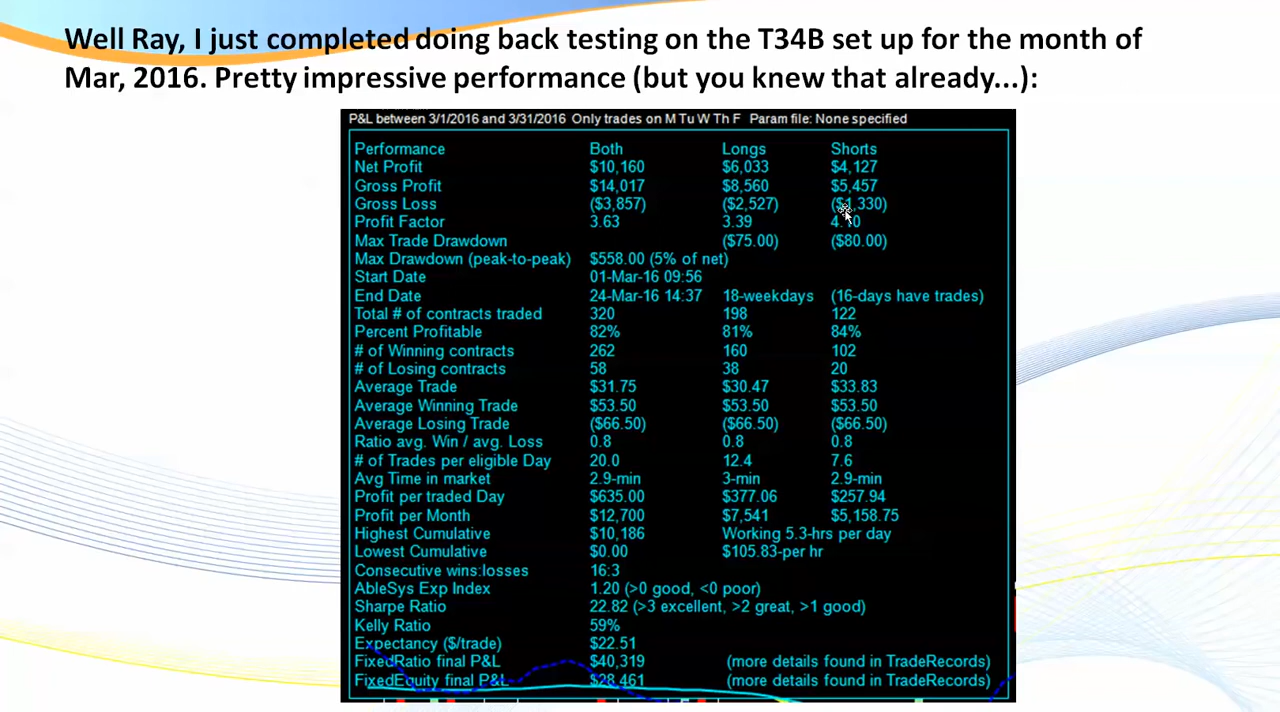 Well Ray, I just completed doing back testing on the T34B set up for the month of
Mar, 2016. Pretty impressive performance (but you knew that already...):
P&L between 3/1/2016 and 3/31/2016 Only trades on M Tu W Th F Param file: None specified
Performance Both Longs Shorts
Net Profit $10,160 $6,033 $4,127
Gross Profit $14,017 $8,560 $5,457
Gross Loss ($3,857) ($2,527) ($1,330)
Profit Factor 3.63 3.39
Max Trade Drawdown ($75.00) ($80.00)
Max Drawdown (peak-to-peak) $558.00 (5% of net)
Start Date 01-Mar-16 09:56
End Date 24-Mar-16 14:37 18-weekdays (16-days have trades)
Total # of contracts traded 320 198 122
Percent Profitable 82% 81% 84%
# of Winning contracts 262 160 102
# of Losing contracts 58 38 20
Average Trade $31.75 $30.47 $33.83
Average Winning Trade $53.50 $53.50 $53.50
Average Losing Trade ($66.50) ($66.50) ($66.50)
Ratio avg. Win / avg. Loss 0.8 0.8 0.8
# of Trades per eligible Day 20.0 12.4 7.6
Avg Time in market 2.9-min 3-min 2.9-min
Profit per traded Day $635.00 $377.06 $257.94
Profit per Month $12,700 $7,541 $5,158.75
Highest Cumulative $10,186 Working 5.3-hrs per day
Lowest Cumulative $0.00 $105.83-per hr
Consecutive wins:losses 16:3
AbleSys Exp Index 1.20 (>0 good, <0 poor)
Sharpe Ratio 22.82 (>3 excellent, >2 great, >1 good)
Kelly Ratio 59%
Expectancy ($/trade) $22.51
FixedRatio final P&L $40,319 (more details found in TradeRecords)
FixedEquity final P&L $28,461 (more details found in TradeRecords)